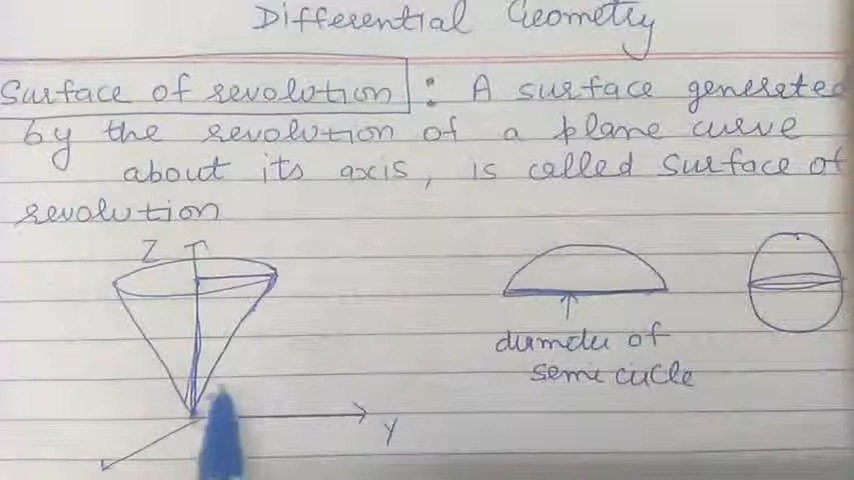 Differential Geometry
Surface of revolution : A surface generated
by the revolution of a plane curve
about its axis, is called surface of
revolution
Z
diameter of
semi circle
Y